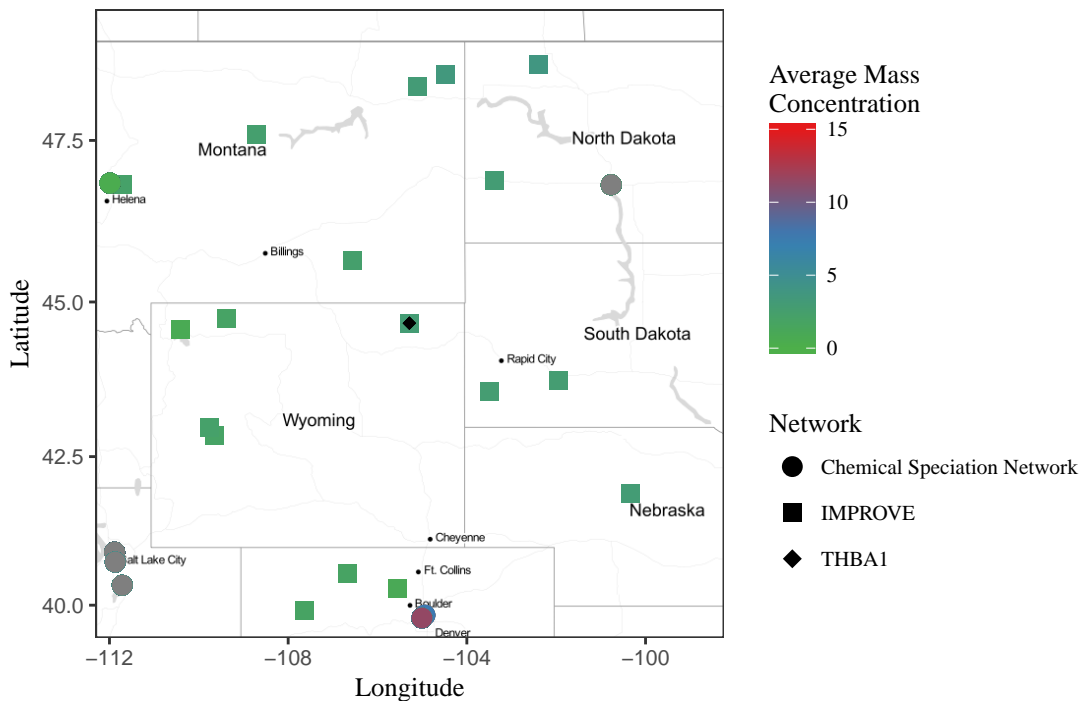 47.5
45.0
42.5
40.0
−112
−108
−104
−100
Latitude
Longitude
Montana
North Dakota
Helena
Billings
South Dakota
Rapid City
Wyoming
Nebraska
Cheyenne
alt Lake City
Ft. Collins
Boulder
Denver
Average Mass
Concentration
15
10
5
0
Network
Chemical Speciation Network
IMPROVE
THBA1